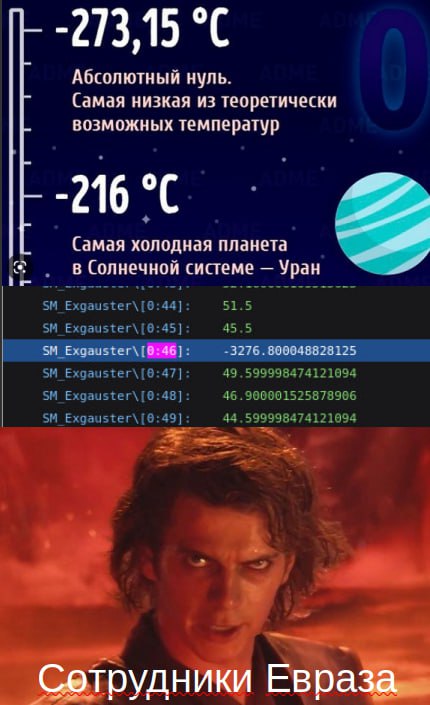 -273,15 °C
Абсолютный нуль.
Самая низкая из теоретически
возможных температур
-216 °C
Самая холодная планета
в Солнечной системе — Уран
SM_Exgauster\[0:44]: 51.5
SM_Exgauster\[0:45]: 45.5
SM_Exgauster\[0:46]: -3276.800048828125
SM_Exgauster\[0:47]: 49.599998474121094
SM_Exgauster\[0:48]: 46.900001525878906
SM_Exgauster\[0:49]: 44.599998474121094
Сотрудники Евраза